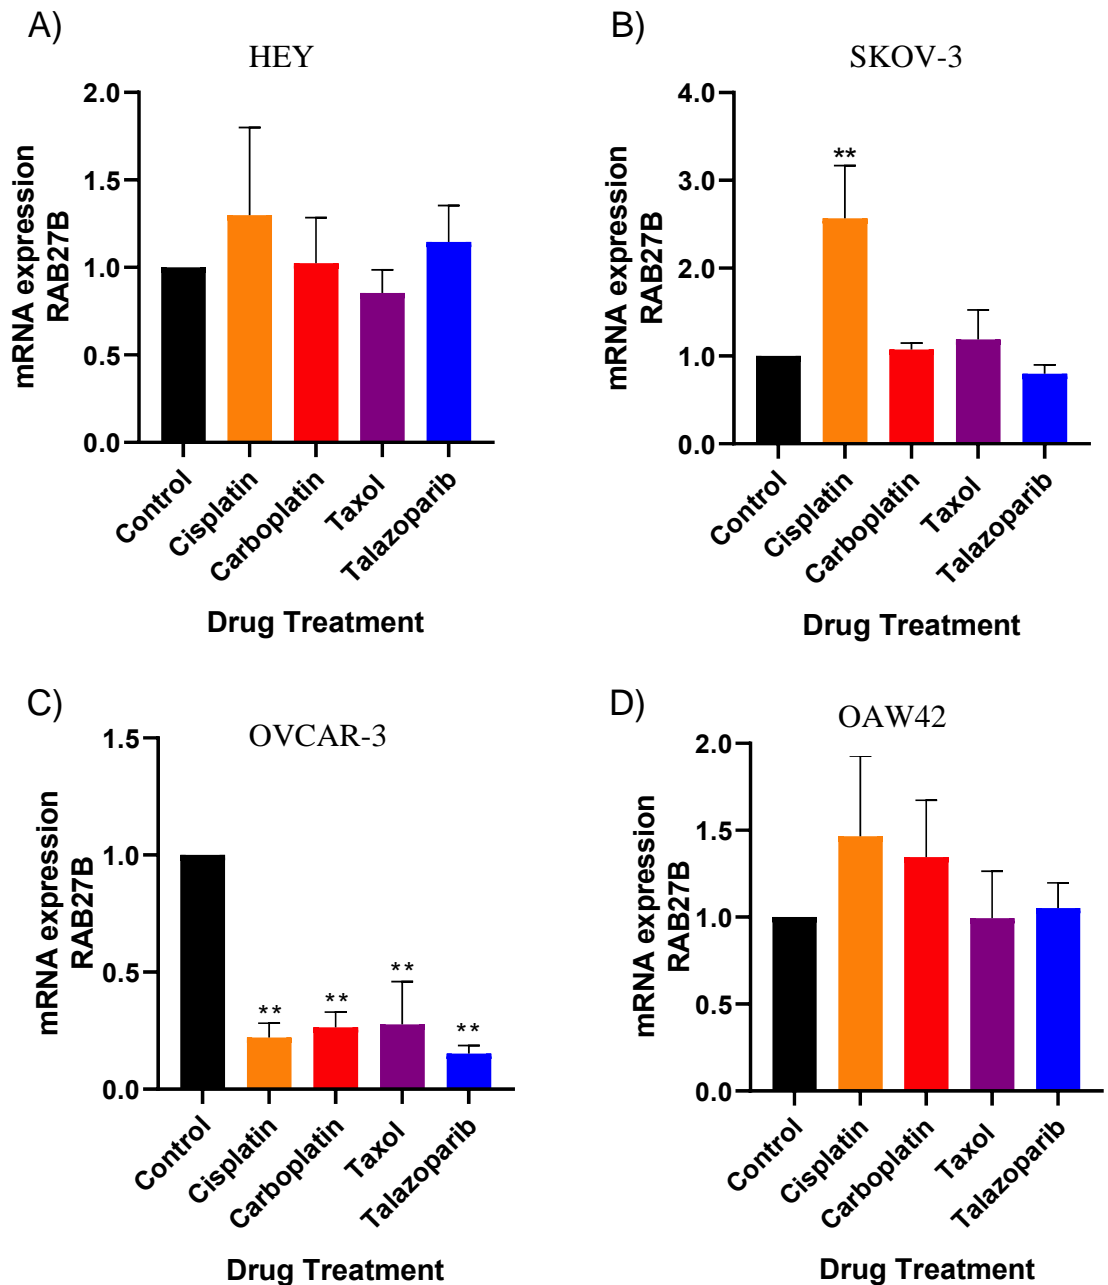 A)
HEY
mRNA expression
RAB27B
2.0
1.5
1.0
0.5
0.0
Control
Cisplatin
Carboplatin
Taxol
Talazoparib
Drug Treatment
B)
SKOV-3
mRNA expression
RAB27B
4.0
3.0
2.0
1.0
0.0
**
Control
Cisplatin
Carboplatin
Taxol
Talazoparib
Drug Treatment
C)
OVCAR-3
mRNA expression
RAB27B
1.5
1.0
0.5
0.0
**
**
**
**
Control
Cisplatin
Carboplatin
Taxol
Talazoparib
Drug Treatment
D)
OAW42
mRNA expression
RAB27B
2.0
1.5
1.0
0.5
0.0
Control
Cisplatin
Carboplatin
Taxol
Talazoparib
Drug Treatment